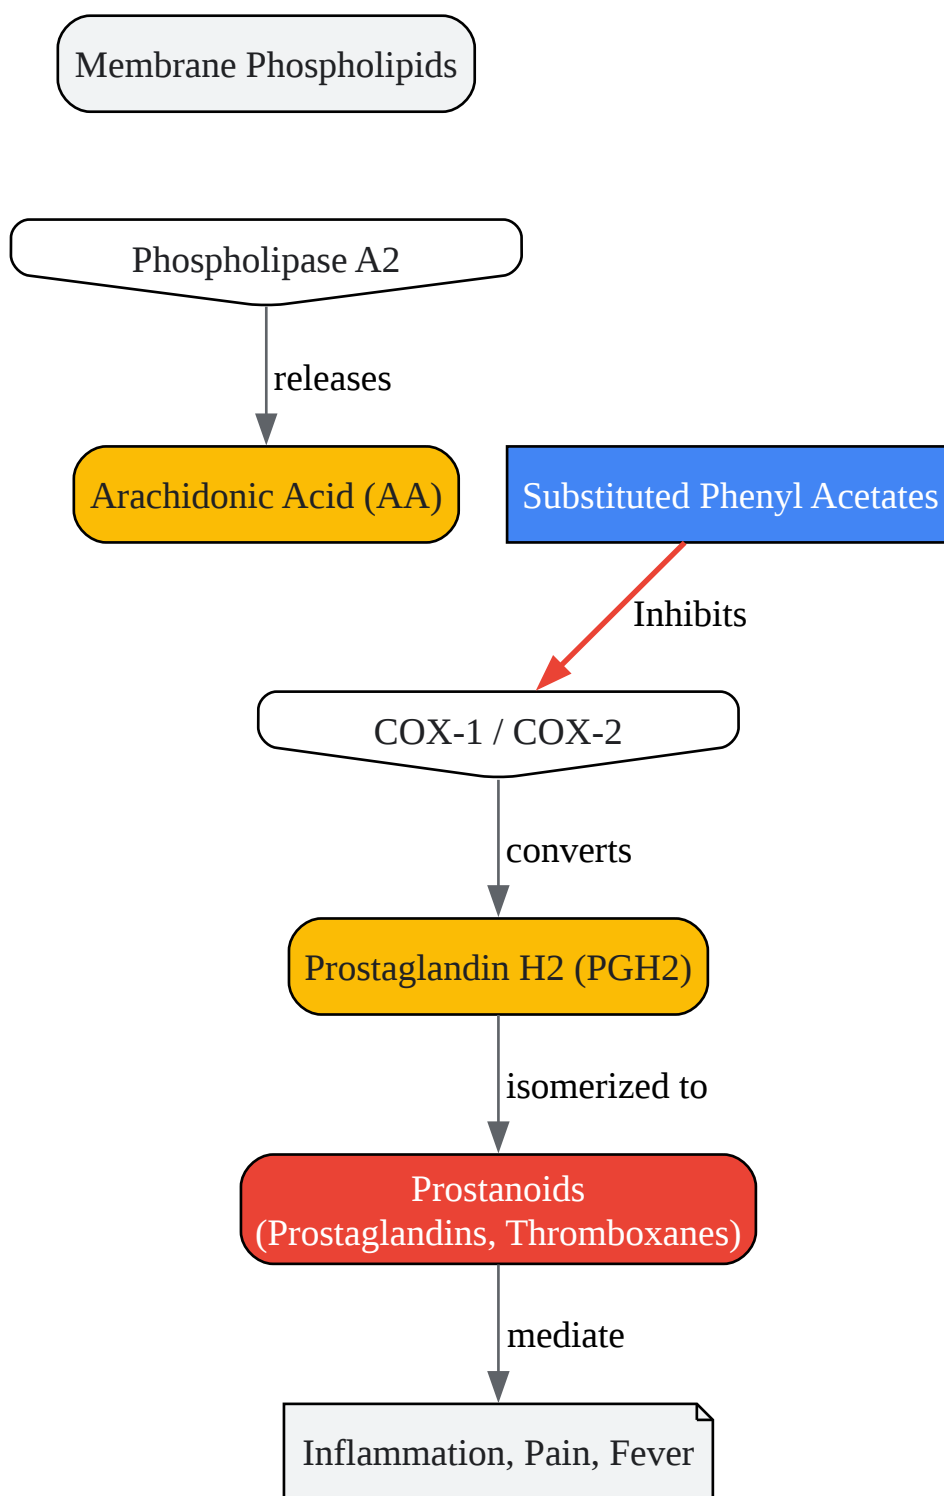 Membrane Phospholipids
Phospholipase A2
releases
Arachidonic Acid (AA)
Substituted Phenyl Acetates
Inhibits
COX-1 / COX-2
converts
Prostaglandin H2 (PGH2)
isomerized to
Prostanoids
(Prostaglandins, Thromboxanes)
mediate
Inflammation, Pain, Fever